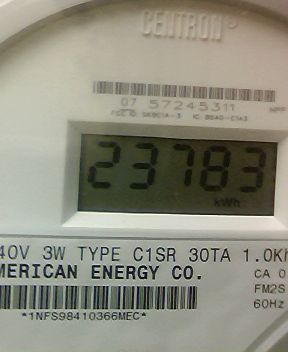 CENTRON®
07 57245311
23783
kWh
40V 3W TYPE C1SR 30TA 1.0Kh
MERICAN ENERGY CO.
CA 0
FM2S
60Hz
*1NFS98410366MEC*